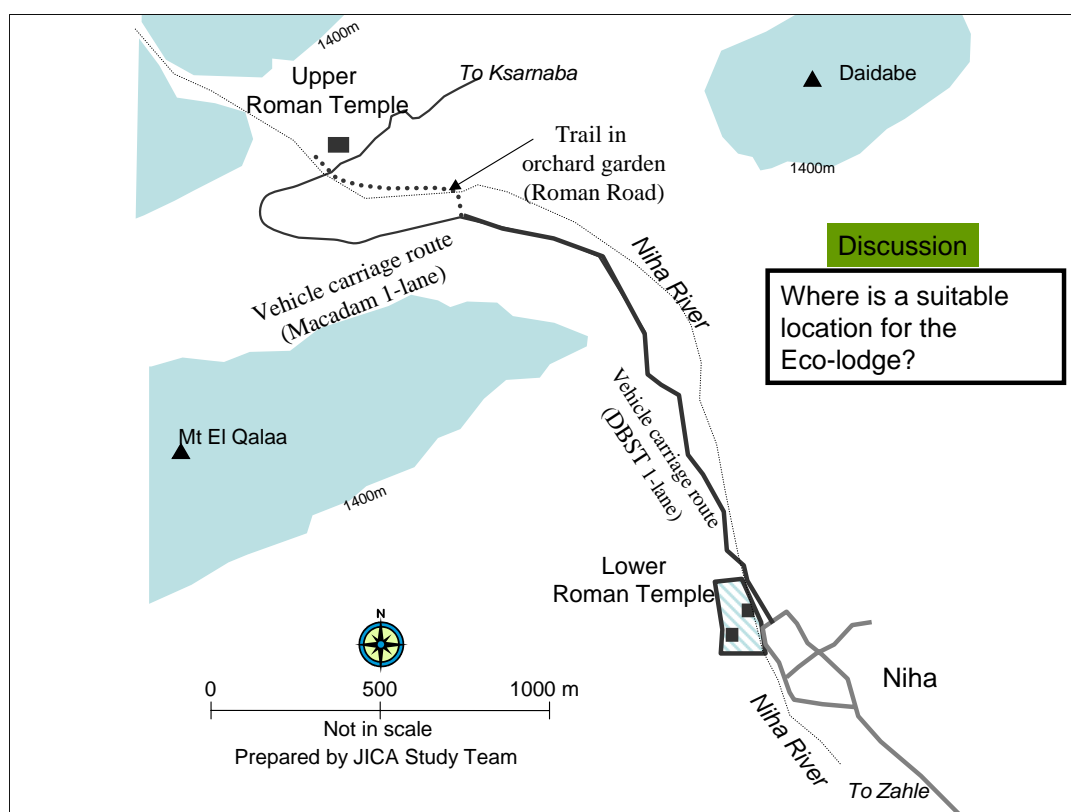 1400m
Upper
Roman Temple
To Ksarnaba
Daidabe
1400m
Trail in
orchard garden
(Roman Road)
Discussion
Where is a suitable
location for the
Eco-lodge?
Niha River
Vehicle carriage route
(Macadam 1-lane)
Vehicle carriage route
(DBST 1-lane)
Mt El Qalaa
1400m
Lower
Roman Temple
N
Niha
0 500 1000 m
Not in scale
Prepared by JICA Study Team
Niha River
To Zahle